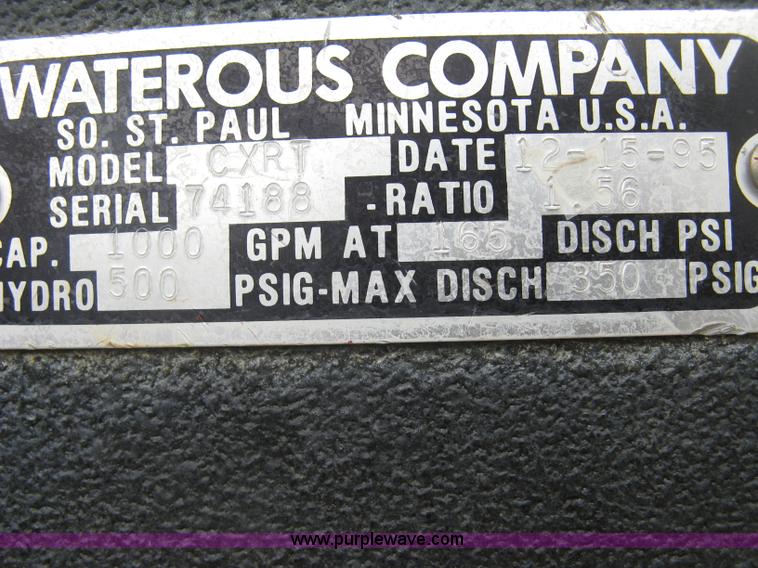 WATEROUS COMPANY
SO. ST. PAUL MINNESOTA U.S.A.
MODEL CXRT DATE 12-15-95
SERIAL 74188 -RATIO 1.56
CAP. 1000 GPM AT 165 DISCH PSI
HYDRO 500 PSIG-MAX DISCH 350 PSIG
www.purplewave.com